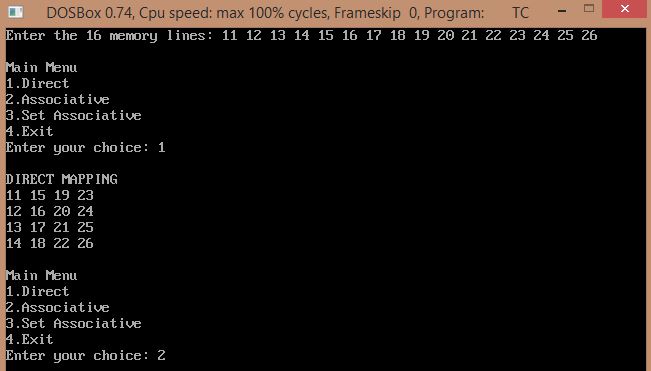 DOSBox 0.74, Cpu speed: max 100% cycles, Frameskip 0, Program: TC
Enter the 16 memory lines: 11 12 13 14 15 16 17 18 19 20 21 22 23 24 25 26
Main Menu
1.Direct
2.Associative
3.Set Associative
4.Exit
Enter your choice: 1
DIRECT MAPPING
11 15 19 23
12 16 20 24
13 17 21 25
14 18 22 26
Main Menu
1.Direct
2.Associative
3.Set Associative
4.Exit
Enter your choice: 2